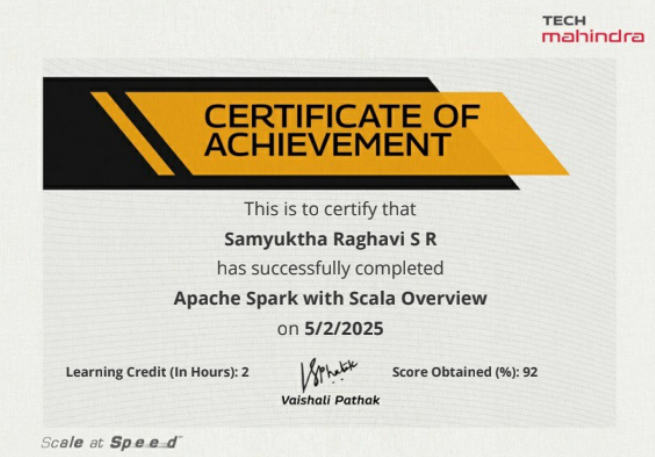 TECH
mahindra
CERTIFICATE OF
ACHIEVEMENT
This is to certify that
Samyuktha Raghavi S R
has successfully completed
Apache Spark with Scala Overview
on 5/2/2025
Learning Credit (In Hours): 2
Score Obtained (%): 92
Vaishali Pathak
Scale at Speed